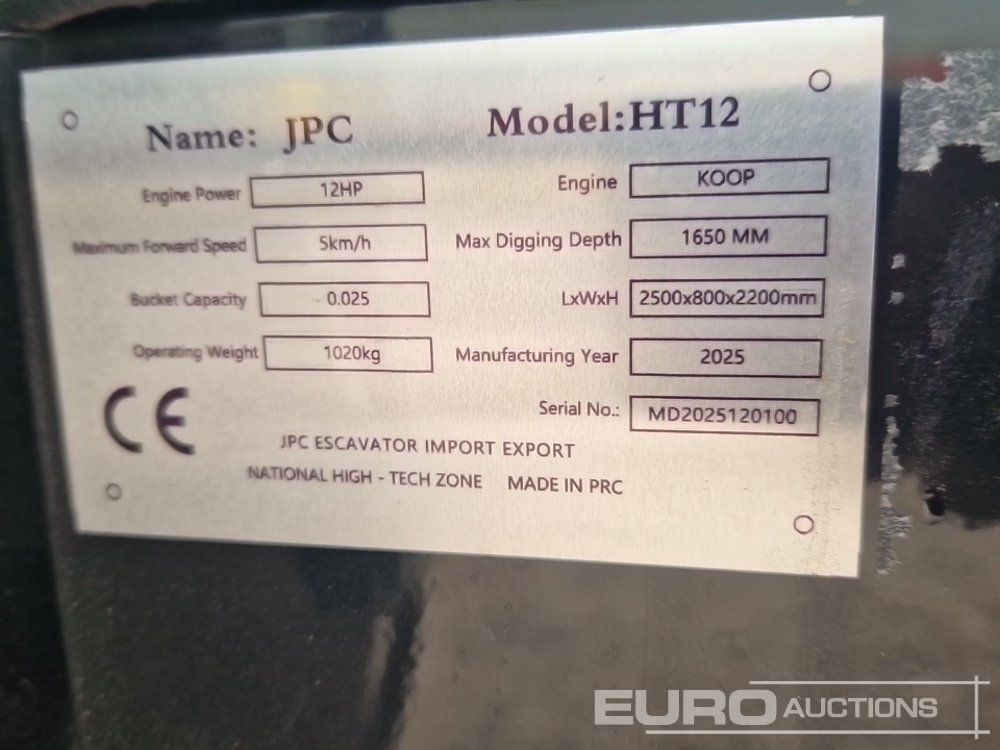 Name: JPC Model:HT12
Engine Power 12HP Engine KOOP
Maximum Forward Speed 5km/h Max Digging Depth 1650 MM
Bucket Capacity 0.025 LxWxH 2500x800x2200mm
Operating Weight 1020kg Manufacturing Year 2025
Serial No.: MD2025120100
CE
JPC ESCAVATOR IMPORT EXPORT
NATIONAL HIGH - TECH ZONE MADE IN PRC
EURO AUCTIONS